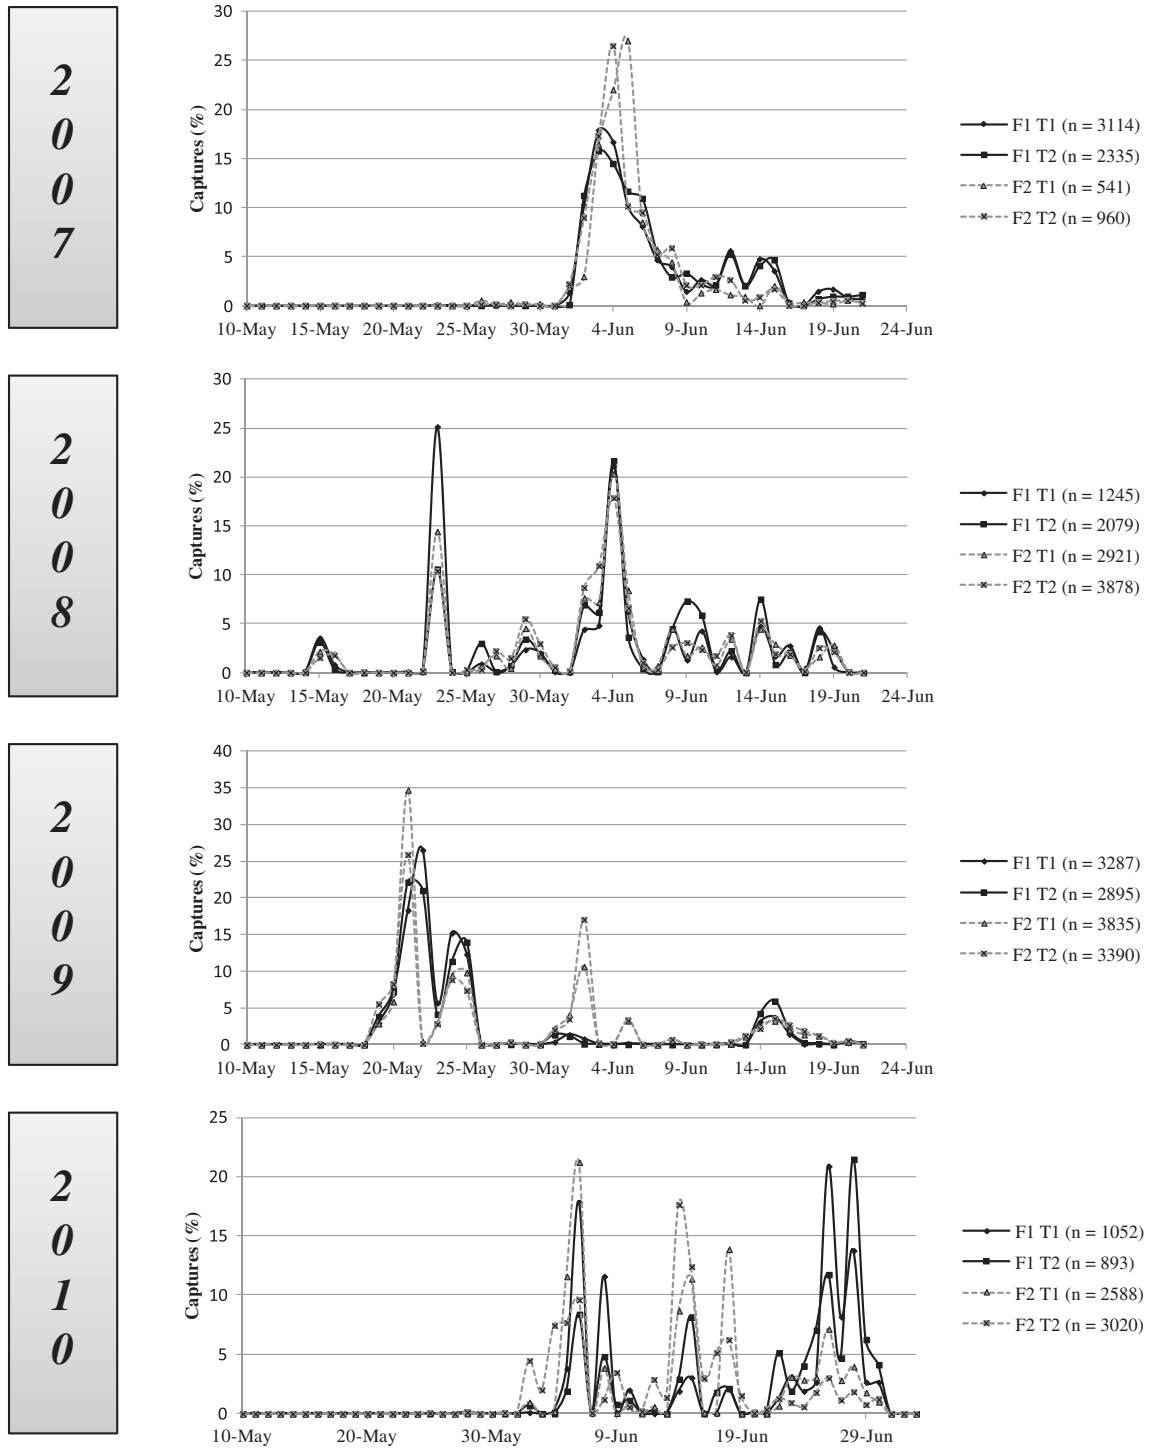 2
0
0
7
Captures (%)
30
25
20
15
10
5
0
10-May 15-May 20-May 25-May 30-May 4-Jun 9-Jun 14-Jun 19-Jun 24-Jun
F1 T1 (n = 3114)
F1 T2 (n = 2335)
F2 T1 (n = 541)
F2 T2 (n = 960)
2
0
0
8
Captures (%)
30
25
20
15
10
5
0
10-May 15-May 20-May 25-May 30-May 4-Jun 9-Jun 14-Jun 19-Jun 24-Jun
F1 T1 (n = 1245)
F1 T2 (n = 2079)
F2 T1 (n = 2921)
F2 T2 (n = 3878)
2
0
0
9
Captures (%)
40
35
30
25
20
15
10
5
0
10-May 15-May 20-May 25-May 30-May 4-Jun 9-Jun 14-Jun 19-Jun 24-Jun
F1 T1 (n = 3287)
F1 T2 (n = 2895)
F2 T1 (n = 3835)
F2 T2 (n = 3390)
2
0
1
0
Captures (%)
25
20
15
10
5
0
10-May 20-May 30-May 9-Jun 19-Jun 29-Jun
F1 T1 (n = 1052)
F1 T2 (n = 893)
F2 T1 (n = 2588)
F2 T2 (n = 3020)